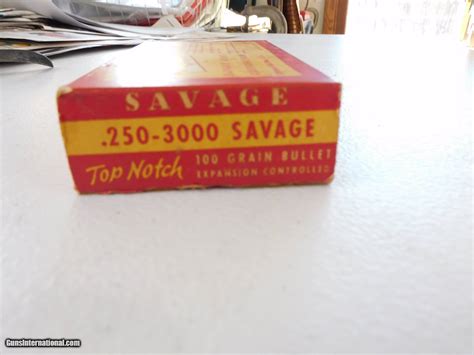 SAVAGE
.250-3000 SAVAGE
Top Notch
100 GRAIN BULLET
EXPANSION CONTROLLED
GunsInternational.com